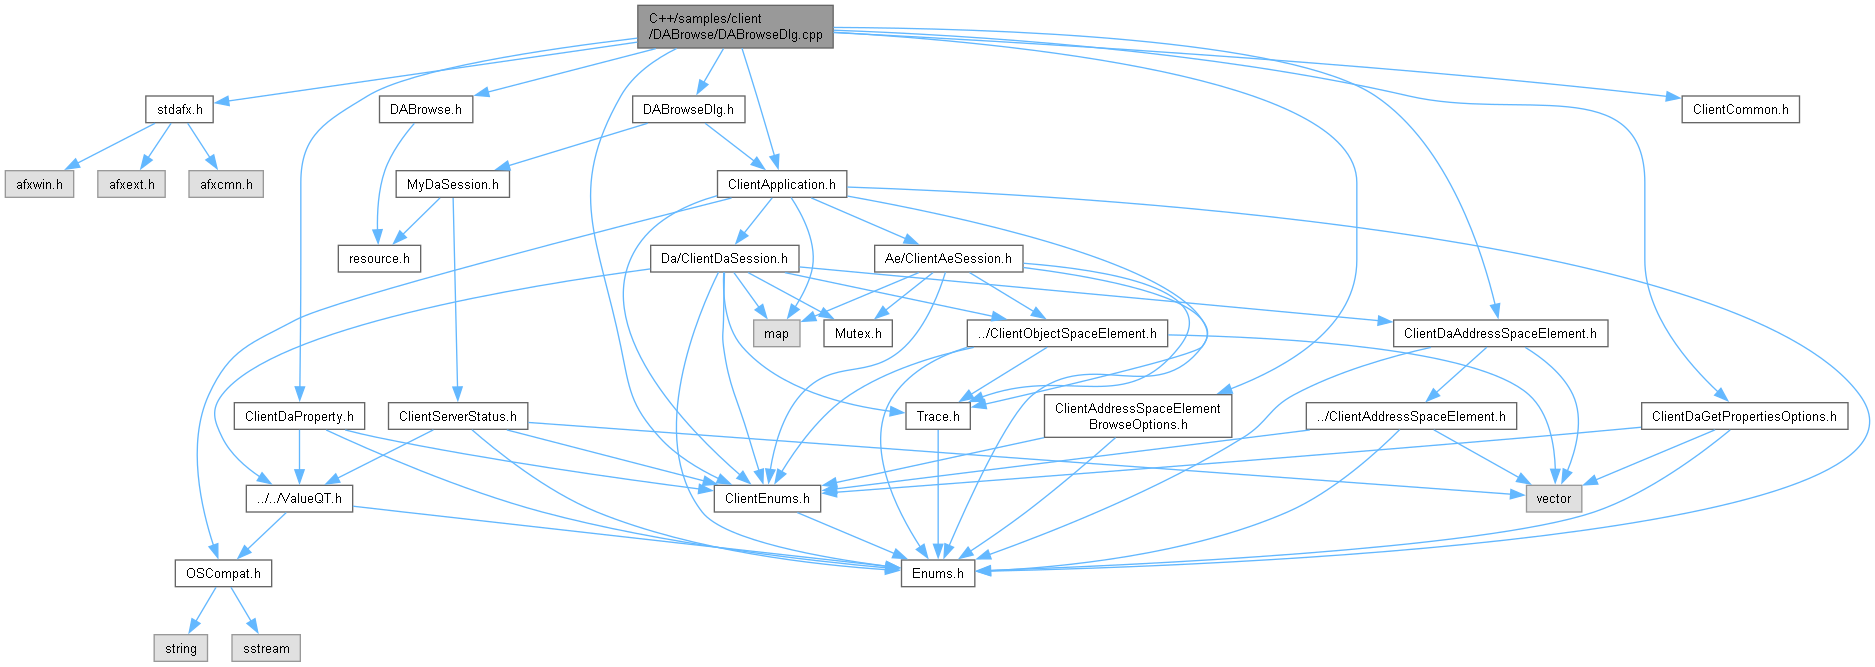 C++/samples/client
/DABrowse/DABrowseDlg.cpp
stdafx.h
DABrowse.h
DABrowseDlg.h
ClientCommon.h
afxwin.h
afxext.h
afxcmn.h
MyDaSession.h
ClientApplication.h
resource.h
Da/ClientDaSession.h
Ae/ClientAeSession.h
map
Mutex.h
../ClientObjectSpaceElement.h
ClientDaAddressSpaceElement.h
ClientDaProperty.h
ClientServerStatus.h
Trace.h
ClientAddressSpaceElement
BrowseOptions.h
../ClientAddressSpaceElement.h
ClientDaGetPropertiesOptions.h
../../ValueQT.h
ClientEnums.h
vector
OSCompat.h
Enums.h
string
sstream